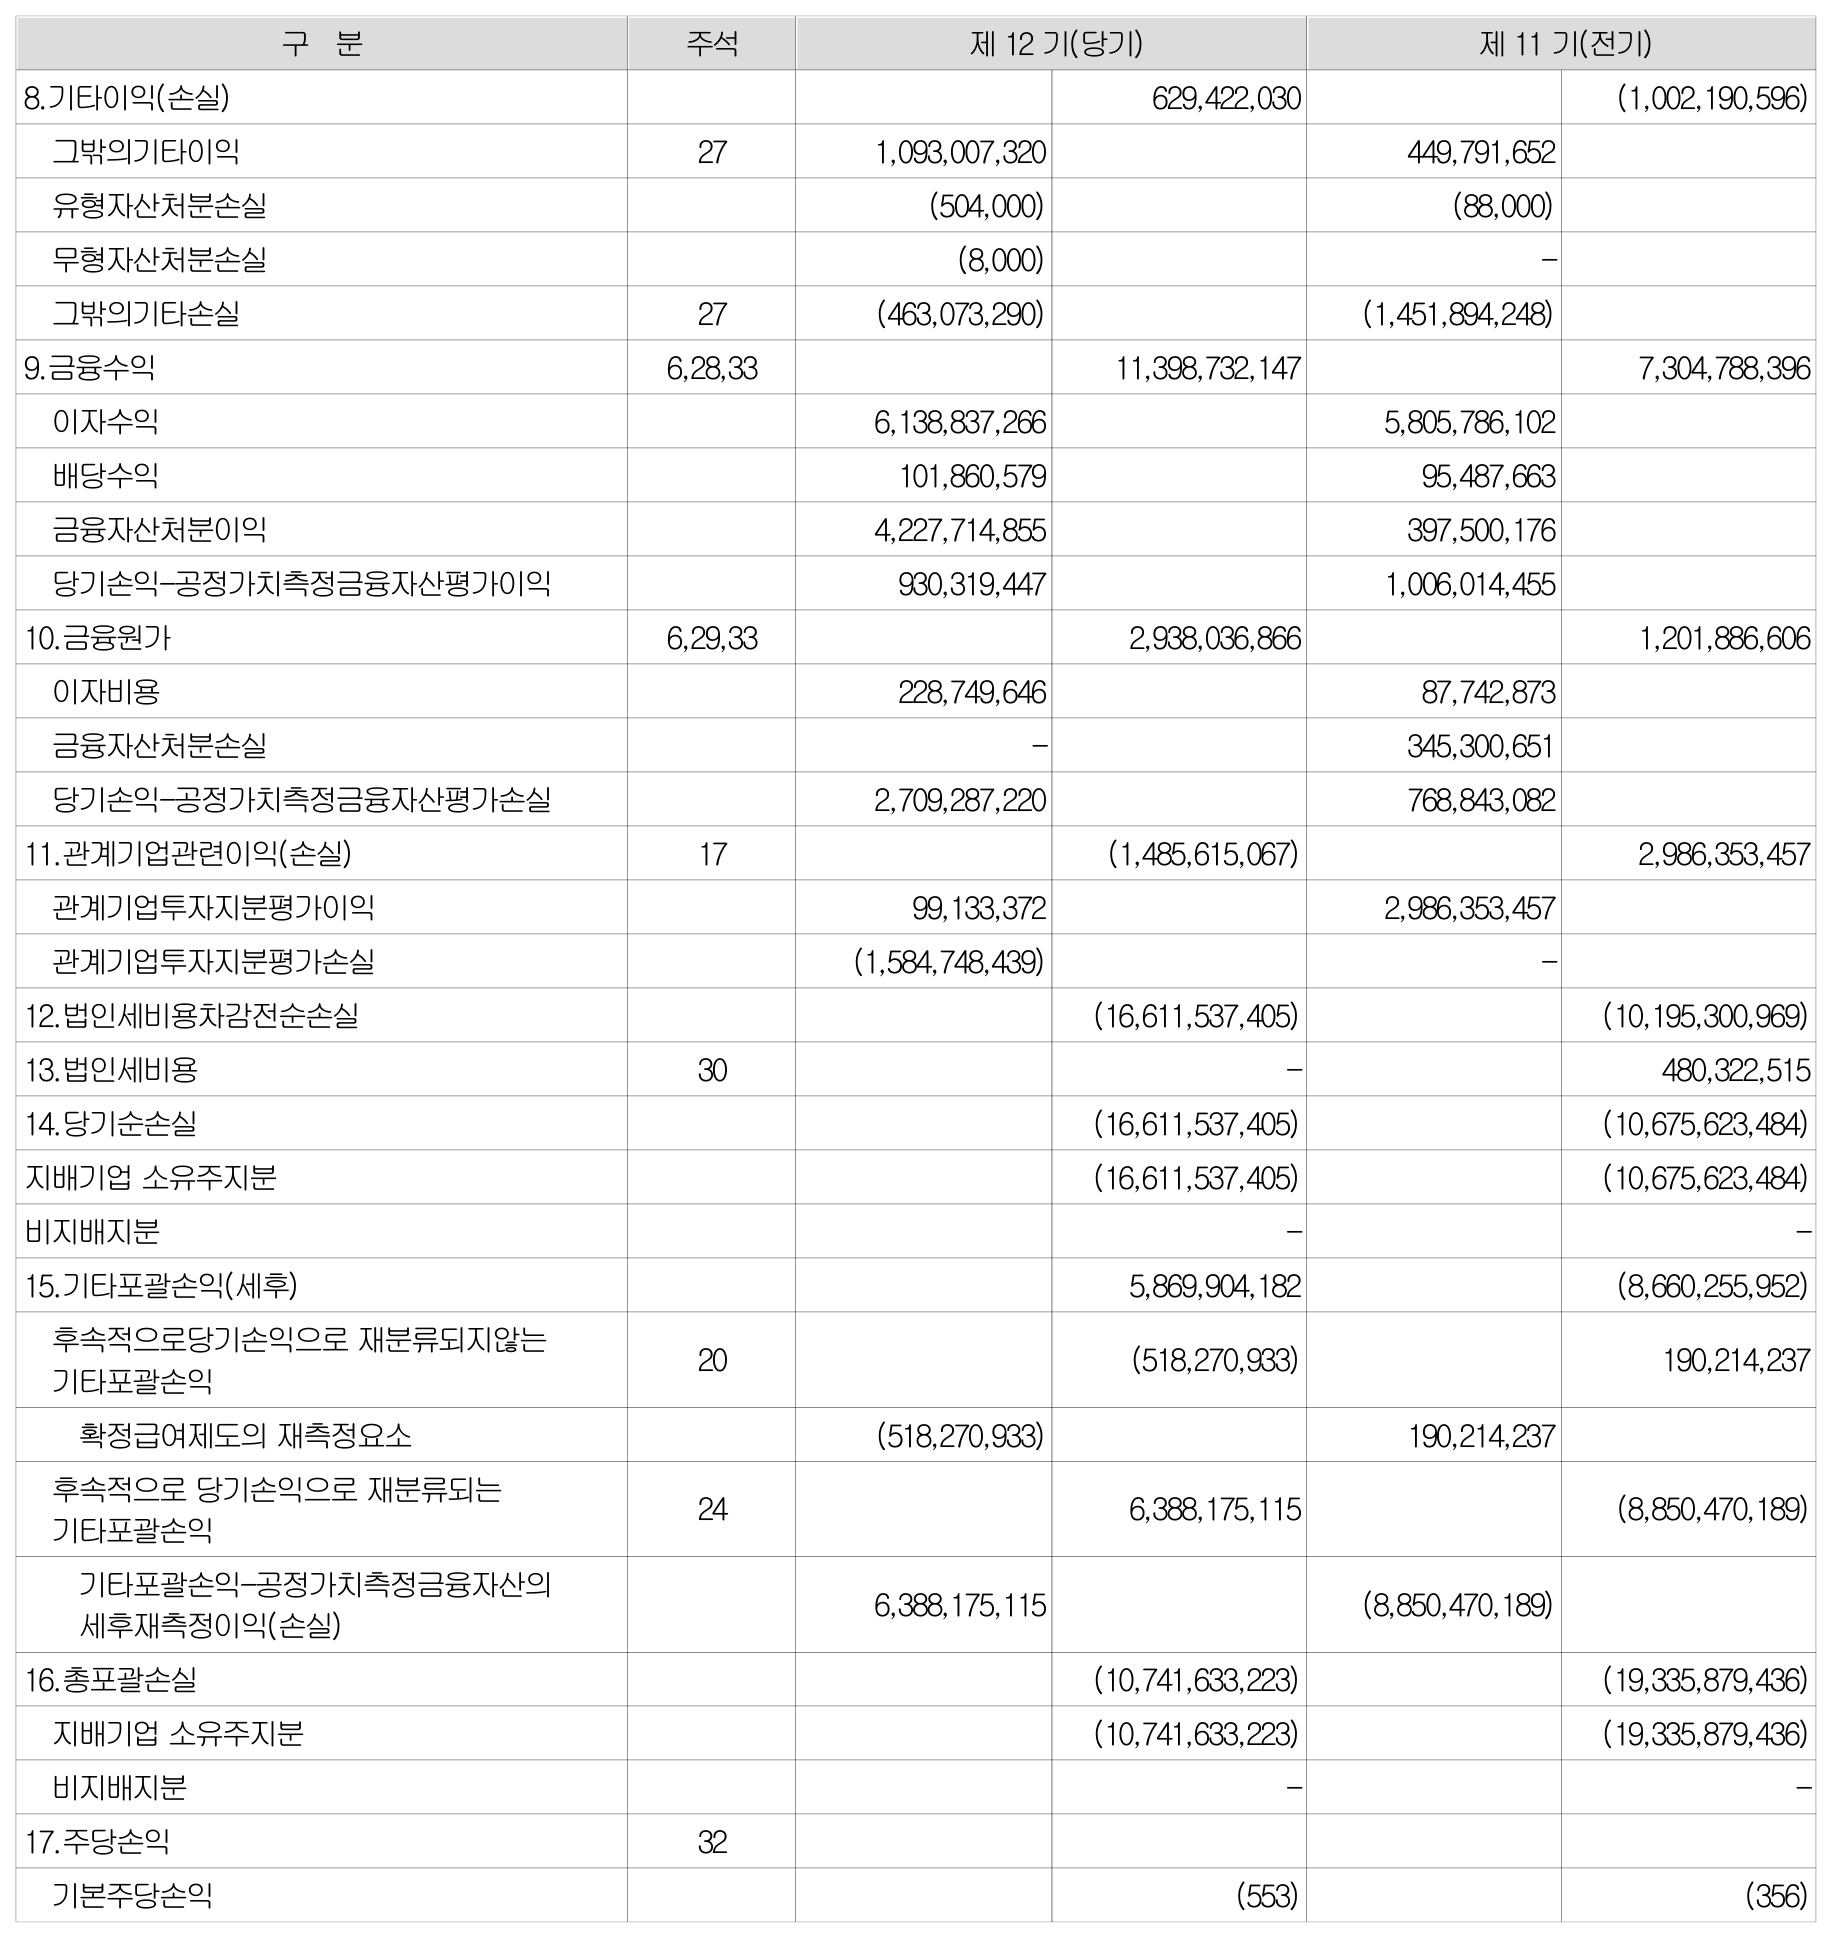 구 분 주석 제 12 기(당기) 제 11 기(전기)
8.기타이익(손실) 629,422,030 (1,002,190,596)
그밖의기타이익 27 1,093,007,320 449,791,652
유형자산처분손실 (504,000) (88,000)
무형자산처분손실 (8,000) –
그밖의기타손실 27 (463,073,290) (1,451,894,248)
9.금융수익 6,28,33 11,398,732,147 7,304,788,396
이자수익 6,138,837,266 5,805,786,102
배당수익 101,860,579 95,487,663
금융자산처분이익 4,227,714,855 397,500,176
당기손익–공정가치측정금융자산평가이익 930,319,447 1,006,014,455
10.금융원가 6,29,33 2,938,036,866 1,201,886,606
이자비용 228,749,646 87,742,873
금융자산처분손실 – 345,300,651
당기손익–공정가치측정금융자산평가손실 2,709,287,220 768,843,082
11.관계기업관련이익(손실) 17 (1,485,615,067) 2,986,353,457
관계기업투자지분평가이익 99,133,372 2,986,353,457
관계기업투자지분평가손실 (1,584,748,439) –
12.법인세비용차감전순손실 (16,611,537,405) (10,195,300,969)
13.법인세비용 30 – 480,322,515
14.당기순손실 (16,611,537,405) (10,675,623,484)
지배기업 소유주지분 (16,611,537,405) (10,675,623,484)
비지배지분 – –
15.기타포괄손익(세후) 5,869,904,182 (8,660,255,952)
후속적으로당기손익으로 재분류되지않는
기타포괄손익 20 (518,270,933) 190,214,237
확정급여제도의 재측정요소 (518,270,933) 190,214,237
후속적으로 당기손익으로 재분류되는
기타포괄손익 24 6,388,175,115 (8,850,470,189)
기타포괄손익–공정가치측정금융자산의
세후재측정이익(손실) 6,388,175,115 (8,850,470,189)
16.총포괄손실 (10,741,633,223) (19,335,879,436)
지배기업 소유주지분 (10,741,633,223) (19,335,879,436)
비지배지분 – –
17.주당손익 32
기본주당손익 (553) (356)